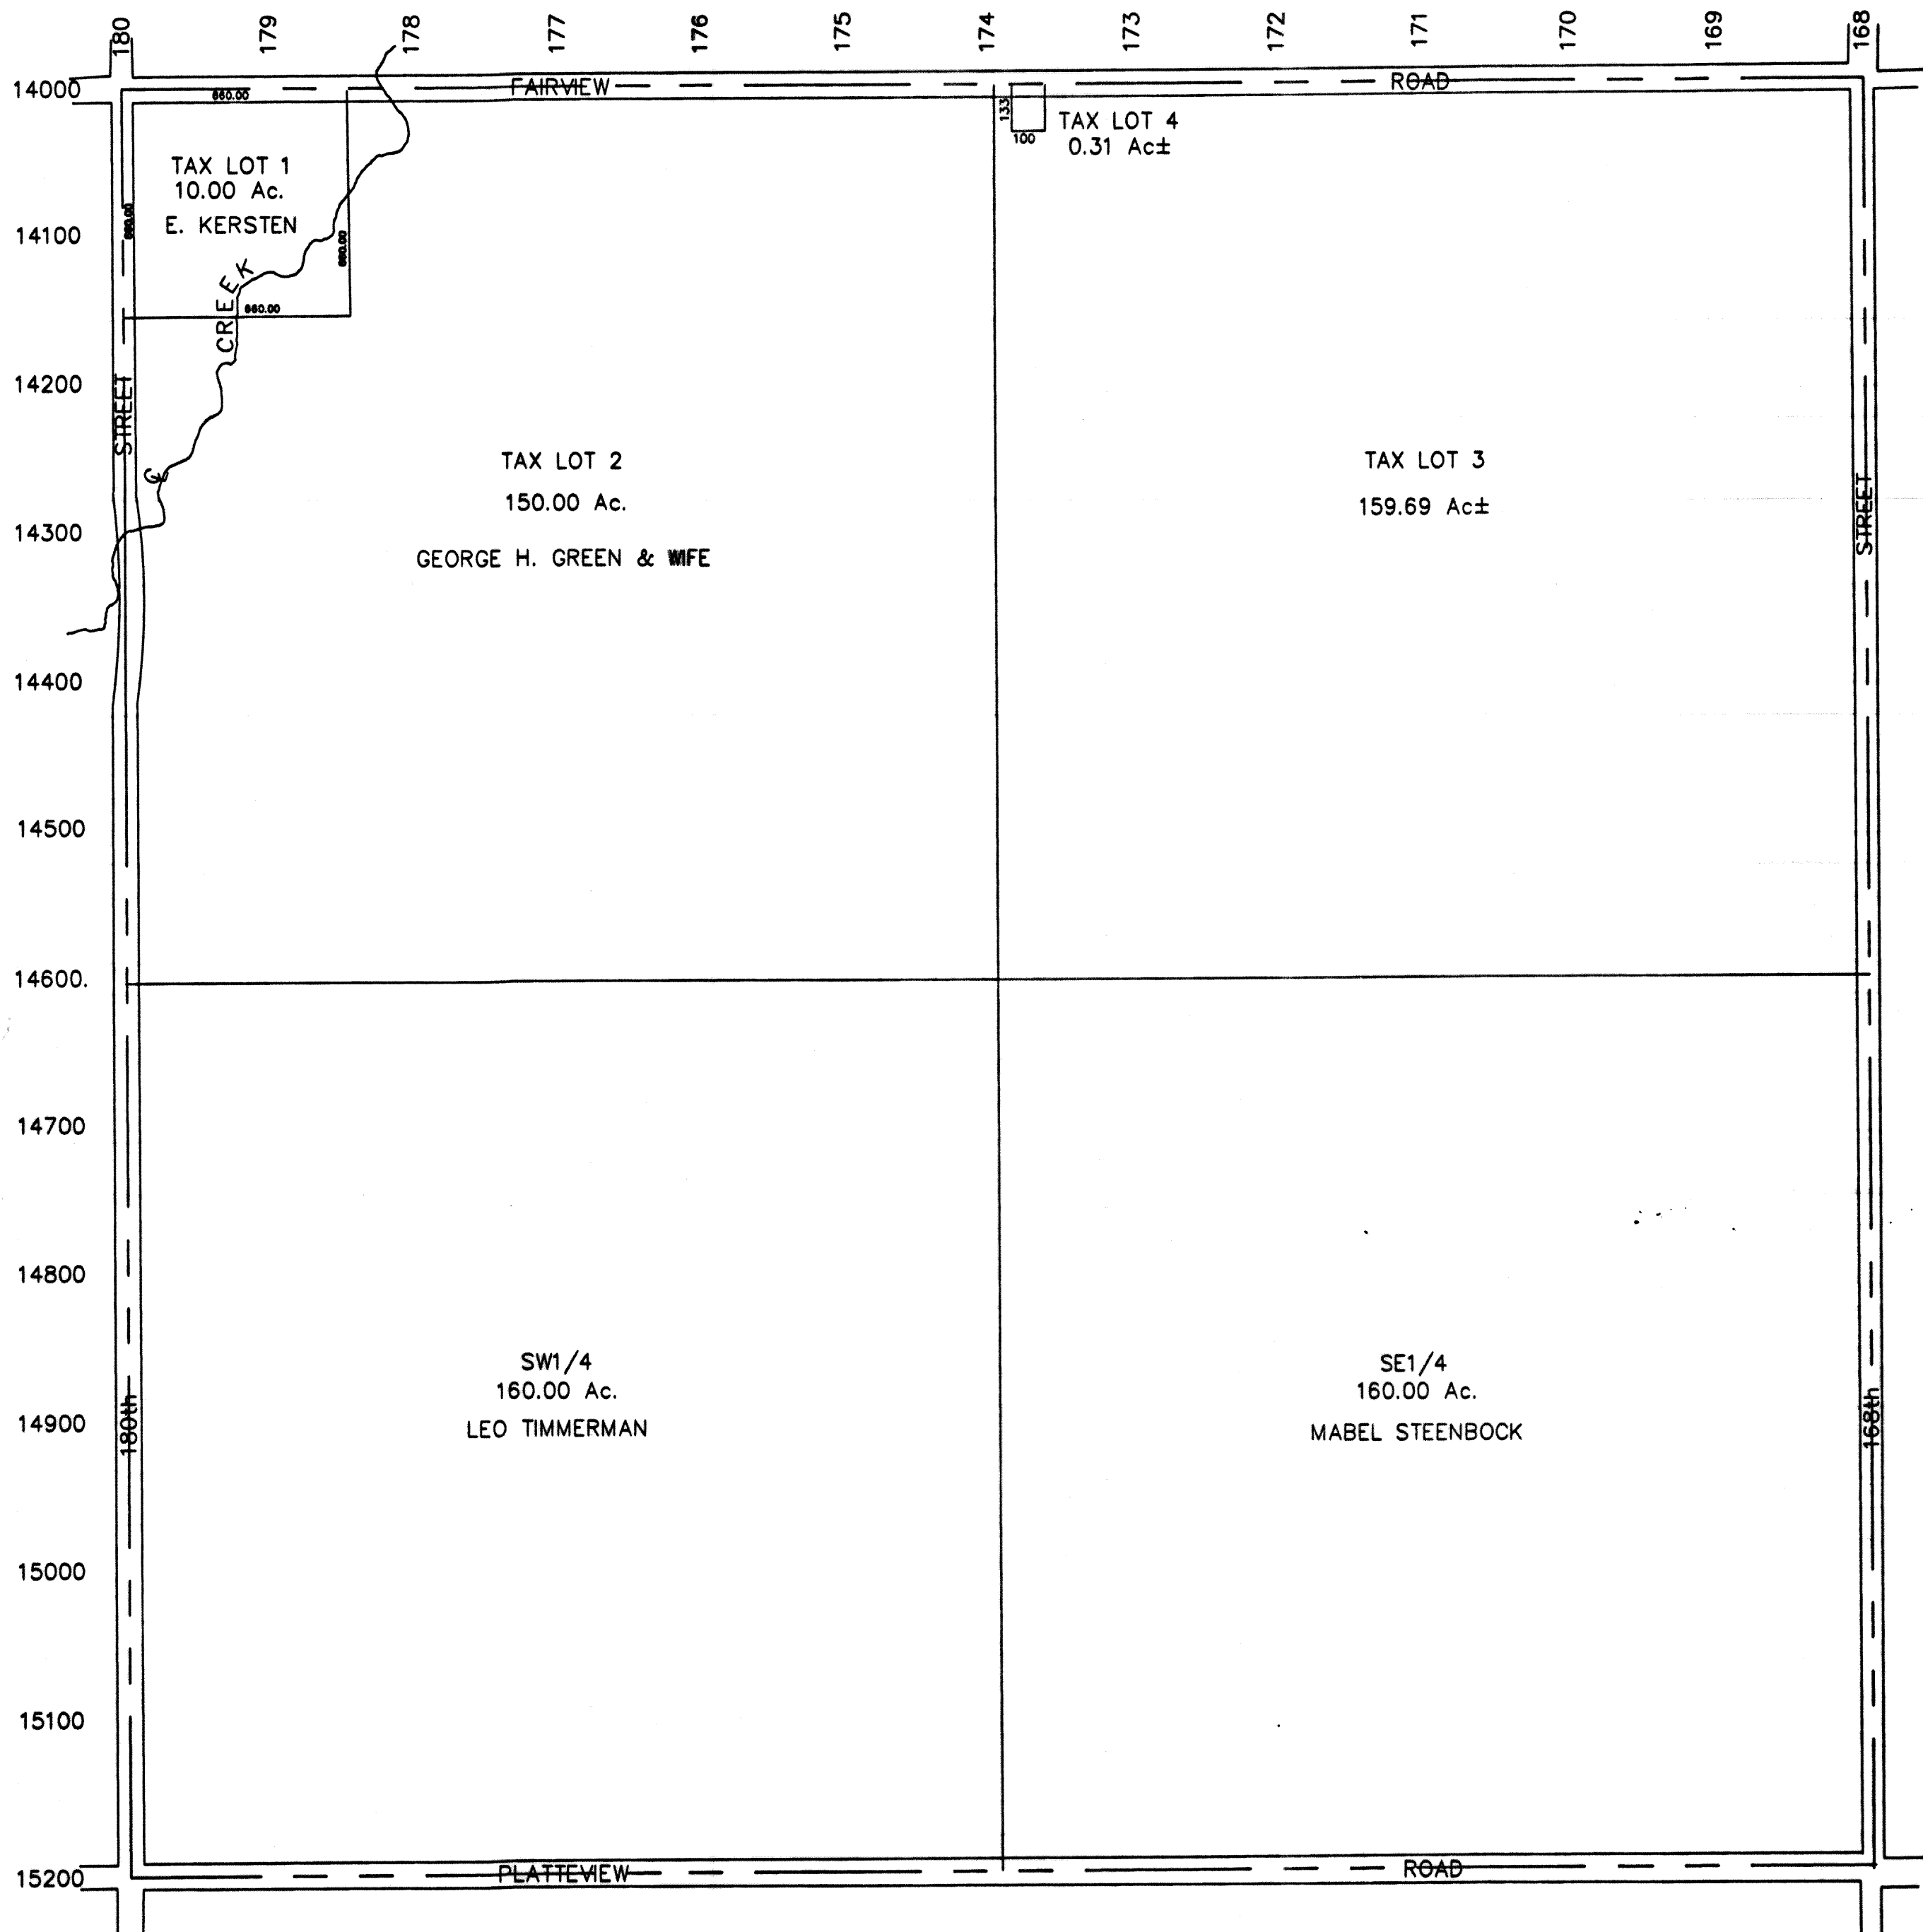 180
179
178
177
176
175
174
173
172
171
170
169
168
14000
FAIRVIEW
ROAD
660.00
133
100
TAX LOT 4
0.31 Ac±
TAX LOT 1
10.00 Ac.
E. KERSTEN
660.00
660.00
660.00
14100
CREEK
℄
14200
STREET
TAX LOT 2
150.00 Ac.
GEORGE H. GREEN & WIFE
TAX LOT 3
159.69 Ac±
STREET
14300
14400
14500
14600.
14700
14800
SW1/4
160.00 Ac.
LEO TIMMERMAN
SE1/4
160.00 Ac.
MABEL STEENBOCK
14900
180th
168th
15000
15100
15200
PLATTEVIEW
ROAD